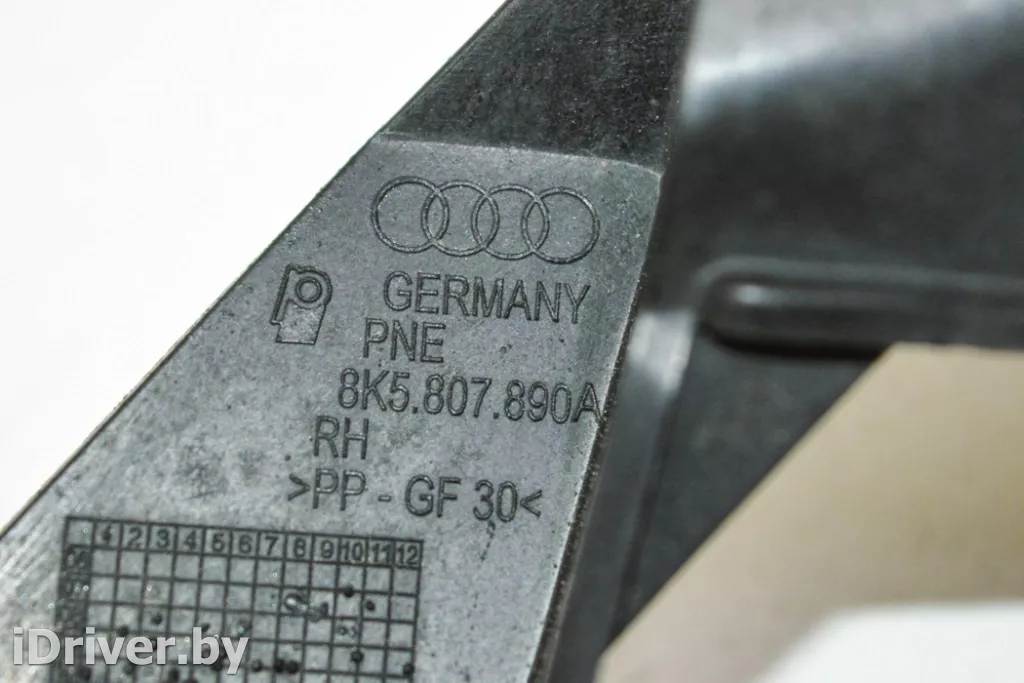 GERMANY
PNE
8K5.807.890A
RH
>PP - GF 30<
2 3 4 5 6 7 8 9 10 11 12
iDriver.by